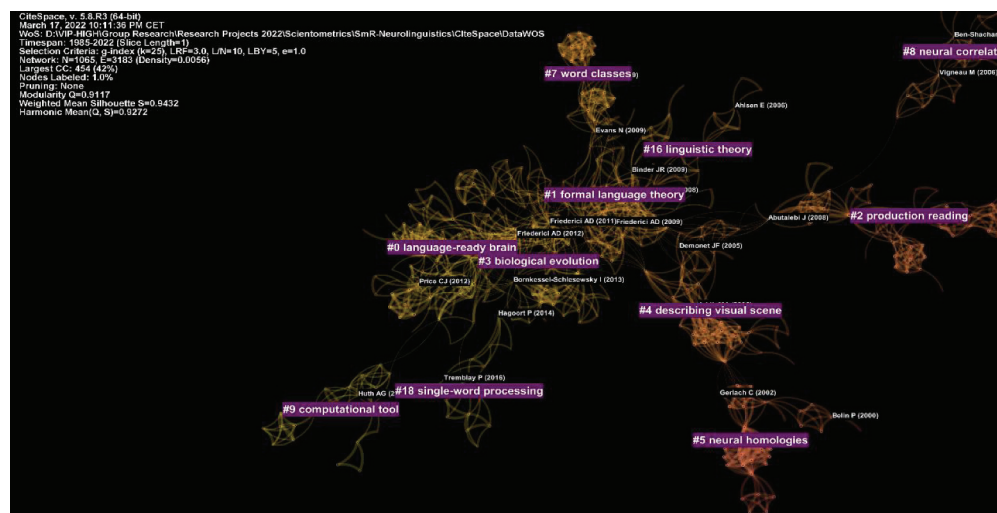 CiteSpace, v. 5.8.R3 (64-bit)
March 17, 2022 10:11:36 PM CET
WoS: D:\VIP-HIGH\Group Research\Research Projects 2022\Scientometrics\SmR-Neurolinguistics\CiteSpace\DataWOS
Timespan: 1985-2022 (Slice Length=1)
Selection Criteria: g-index (k=25), LRF=3.0, L/N=10, LBY=5, e=1.0
Network: N=1065, E=3183 (Density=0.0056)
Largest CC: 454 (42%)
Nodes Labeled: 1.0%
Pruning: None
Modularity Q=0.9117
Weighted Mean Silhouette S=0.9432
Harmonic Mean(Q, S)=0.9272
Ben-Shachar
#8 neural correlat
Vigneau M (2006)
#7 word classes
Ahlsen E (2006)
Evans N (2009)
#16 linguistic theory
Binder JR (2009)
#1 formal language theory
Friederici AD (2011)
Friederici AD (2009)
Abutalebi J (2008)
#2 production reading
Friederici AD (2012)
#0 language-ready brain
Demonet JF (2005)
#3 biological evolution
Price CJ (2012)
Bornkessel-Schlesewsky I (2013)
Hagoort P (2014)
#4 describing visual scene
Tremblay P (2016)
Huth AG
#18 single-word processing
Gerlach C (2002)
#9 computational tool
Bolin P (2000)
#5 neural homologies